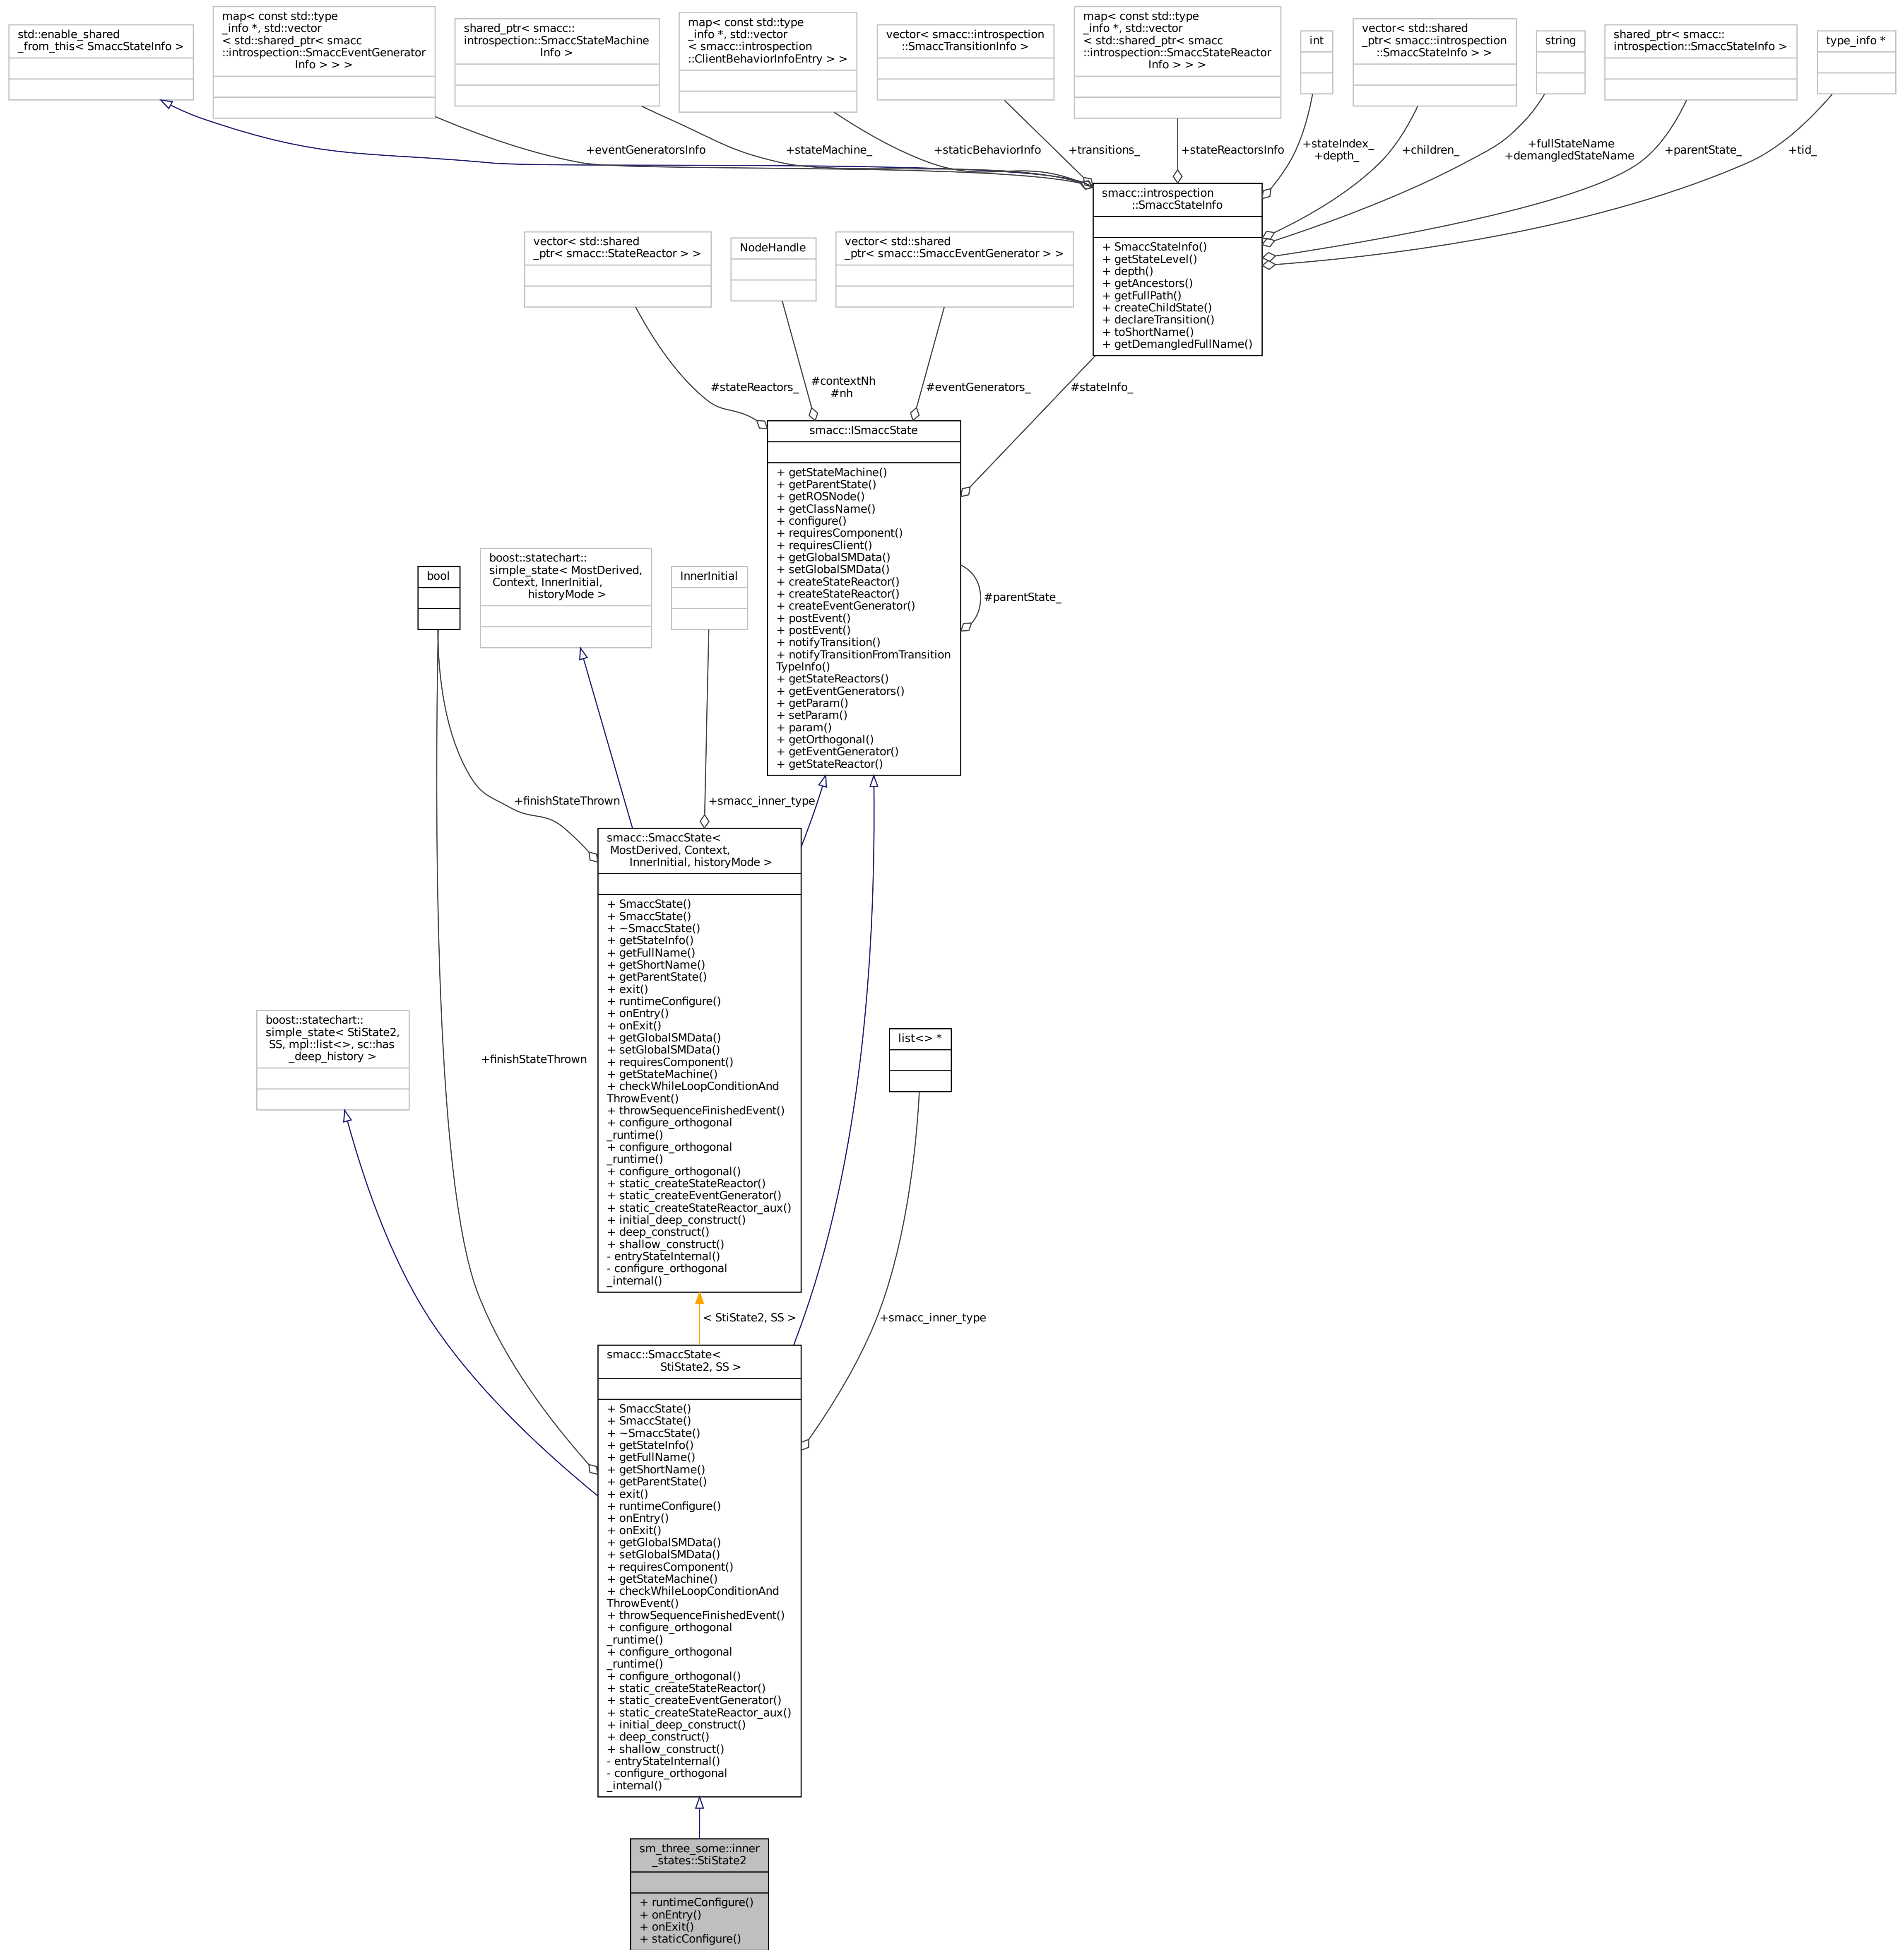 std::enable_shared
_from_this< SmaccStateInfo >
map< const std::type
_info *, std::vector
< std::shared_ptr< smacc
::introspection::SmaccEventGenerator
Info > > >
shared_ptr< smacc::
introspection::SmaccStateMachine
Info >
map< const std::type
_info *, std::vector
< smacc::introspection
::ClientBehaviorInfoEntry > >
vector< smacc::introspection
::SmaccTransitionInfo >
map< const std::type
_info *, std::vector
< std::shared_ptr< smacc
::introspection::SmaccStateReactor
Info > > >
int
vector< std::shared
_ptr< smacc::introspection
::SmaccStateInfo > >
string
shared_ptr< smacc::
introspection::SmaccStateInfo >
type_info *
+eventGeneratorsInfo
+stateMachine_
+staticBehaviorInfo
+transitions_
+stateReactorsInfo
+stateIndex_
+depth_
+children_
+fullStateName
+demangledStateName
+parentState_
+tid_
smacc::introspection
::SmaccStateInfo
+ SmaccStateInfo()
+ getStateLevel()
+ depth()
+ getAncestors()
+ getFullPath()
+ createChildState()
+ declareTransition()
+ toShortName()
+ getDemangledFullName()
vector< std::shared
_ptr< smacc::StateReactor > >
NodeHandle
vector< std::shared
_ptr< smacc::SmaccEventGenerator > >
#stateReactors_
#contextNh
#nh
#eventGenerators_
#stateInfo_
smacc::ISmaccState
+ getStateMachine()
+ getParentState()
+ getROSNode()
+ getClassName()
+ configure()
+ requiresComponent()
+ requiresClient()
+ getGlobalSMData()
+ setGlobalSMData()
+ createStateReactor()
+ createStateReactor()
+ createEventGenerator()
+ postEvent()
+ postEvent()
+ notifyTransition()
+ notifyTransitionFromTransition
TypeInfo()
+ getStateReactors()
+ getEventGenerators()
+ getParam()
+ setParam()
+ param()
+ getOrthogonal()
+ getEventGenerator()
+ getStateReactor()
#parentState_
bool
boost::statechart::
simple_state< MostDerived,
Context, InnerInitial,
historyMode >
InnerInitial
+finishStateThrown
+smacc_inner_type
smacc::SmaccState<
MostDerived, Context,
InnerInitial, historyMode >
+ SmaccState()
+ SmaccState()
+ ~SmaccState()
+ getStateInfo()
+ getFullName()
+ getShortName()
+ getParentState()
+ exit()
+ runtimeConfigure()
+ onEntry()
+ onExit()
+ getGlobalSMData()
+ setGlobalSMData()
+ requiresComponent()
+ getStateMachine()
+ checkWhileLoopConditionAnd
ThrowEvent()
+ throwSequenceFinishedEvent()
+ configure_orthogonal
_runtime()
+ configure_orthogonal
_runtime()
+ configure_orthogonal()
+ static_createStateReactor()
+ static_createEventGenerator()
+ static_createStateReactor_aux()
+ initial_deep_construct()
+ deep_construct()
+ shallow_construct()
- entryStateInternal()
- configure_orthogonal
_internal()
boost::statechart::
simple_state< StiState2,
SS, mpl::list<>, sc::has
_deep_history >
+finishStateThrown
list<> *
< StiState2, SS >
+smacc_inner_type
smacc::SmaccState<
StiState2, SS >
+ SmaccState()
+ SmaccState()
+ ~SmaccState()
+ getStateInfo()
+ getFullName()
+ getShortName()
+ getParentState()
+ exit()
+ runtimeConfigure()
+ onEntry()
+ onExit()
+ getGlobalSMData()
+ setGlobalSMData()
+ requiresComponent()
+ getStateMachine()
+ checkWhileLoopConditionAnd
ThrowEvent()
+ throwSequenceFinishedEvent()
+ configure_orthogonal
_runtime()
+ configure_orthogonal
_runtime()
+ configure_orthogonal()
+ static_createStateReactor()
+ static_createEventGenerator()
+ static_createStateReactor_aux()
+ initial_deep_construct()
+ deep_construct()
+ shallow_construct()
- entryStateInternal()
- configure_orthogonal
_internal()
sm_three_some::inner
_states::StiState2
+ runtimeConfigure()
+ onEntry()
+ onExit()
+ staticConfigure()